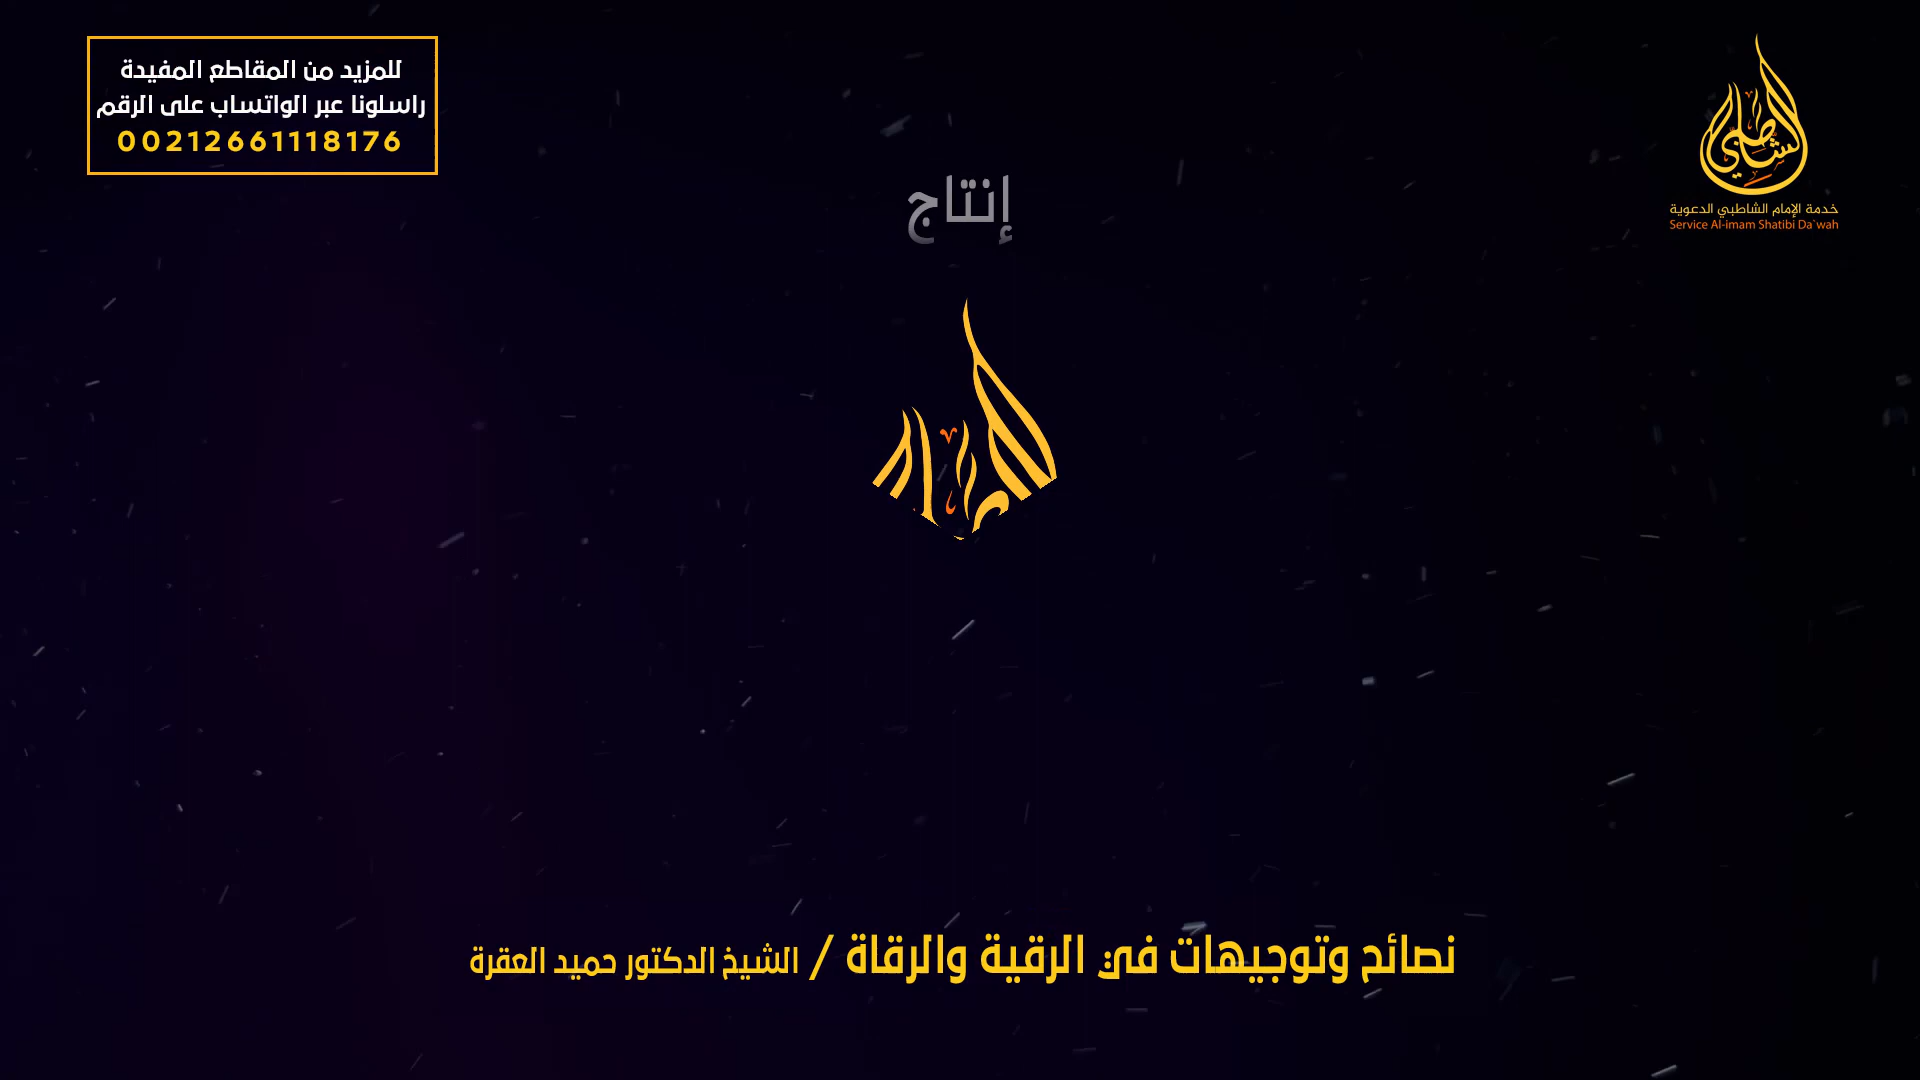 للمزيد من المقاطع المفيدة
راسلونا عبر الواتساب على الرقم
00212661118176
الشاطبي
خدمة الإمام الشاطبي الدعوية
Service Al-imam Shatibi Da`wah
إنتاج
نصائح وتوجيهات في الرقية والرقاة / الشيخ الدكتور حميد العقرة